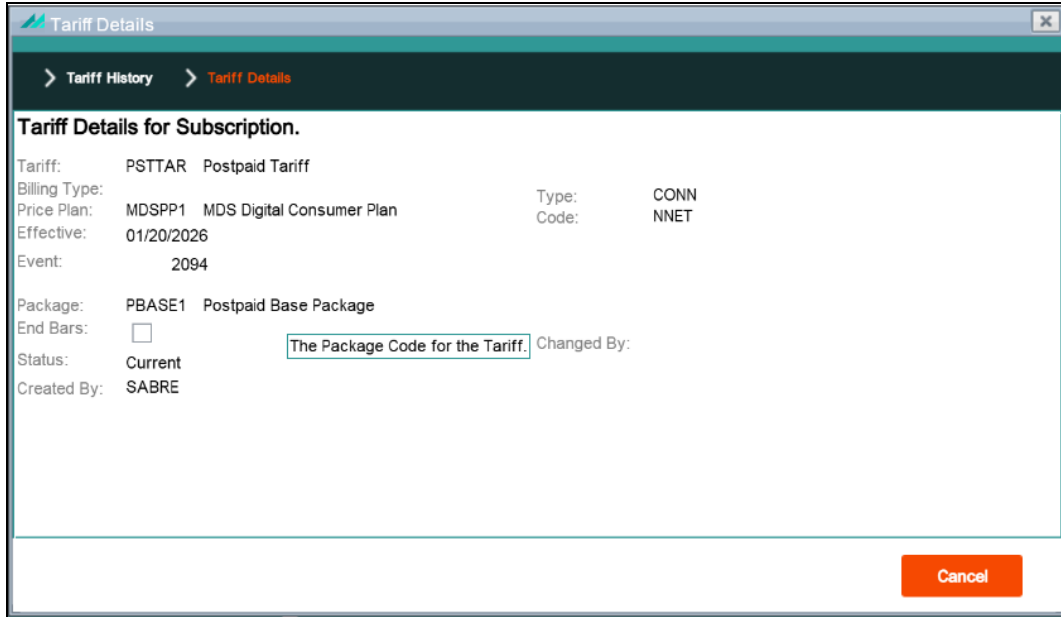 Tariff Details
Tariff History Tariff Details
Tariff Details for Subscription.
Tariff: PSTTAR Postpaid Tariff
Billing Type:
Type: CONN
Price Plan: MDSPP1 MDS Digital Consumer Plan
Code: NNET
Effective: 01/20/2026
Event: 2094
Package: PBASE1 Postpaid Base Package
End Bars:
The Package Code for the Tariff. Changed By:
Status: Current
Created By: SABRE
Cancel